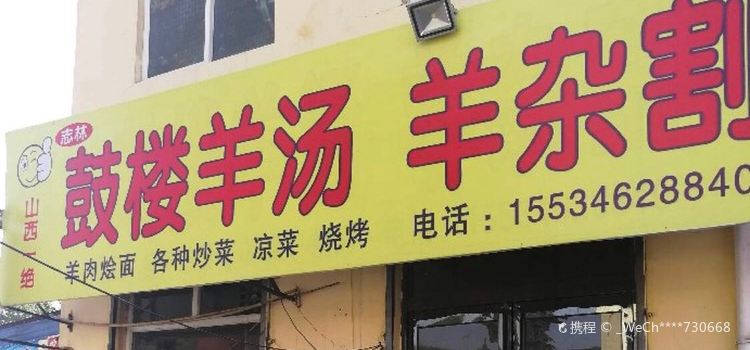 志林
鼓楼羊汤 羊杂割
山西一绝
羊肉烩面 各种炒菜 凉菜 烧烤 电话：15534628840
携程 © _WeCh****730668